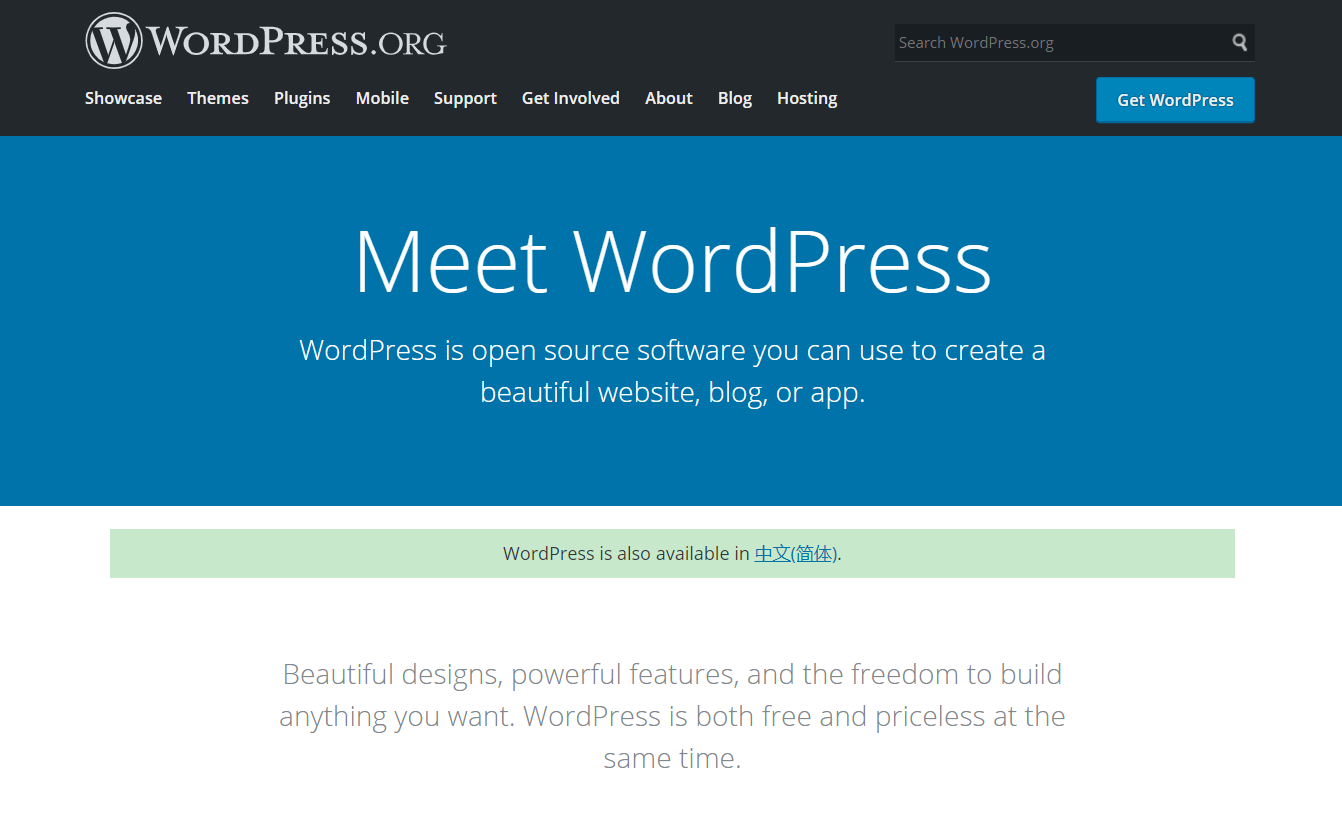 WORDPRESS.ORG
Search WordPress.org
Showcase Themes Plugins Mobile Support Get Involved About Blog Hosting
Get WordPress
Meet WordPress
WordPress is open source software you can use to create a
beautiful website, blog, or app.
WordPress is also available in 中文(简体).
Beautiful designs, powerful features, and the freedom to build
anything you want. WordPress is both free and priceless at the
same time.